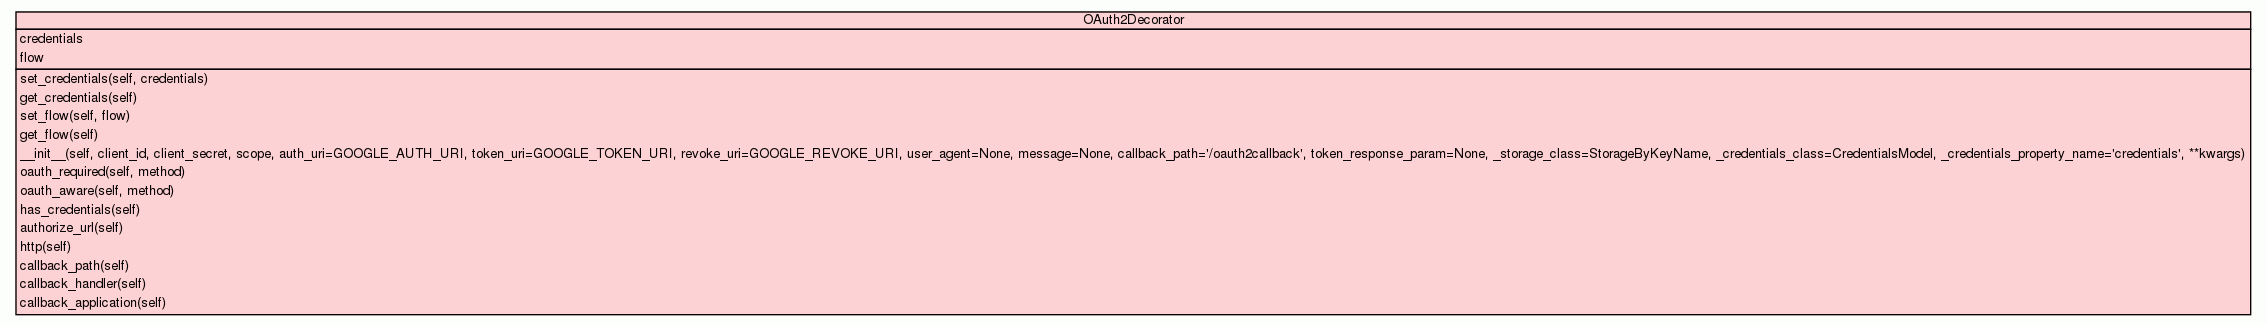 OAuth2Decorator
credentials
flow
set_credentials(self, credentials)
get_credentials(self)
set_flow(self, flow)
get_flow(self)
__init__(self, client_id, client_secret, scope, auth_uri=GOOGLE_AUTH_URI, token_uri=GOOGLE_TOKEN_URI, revoke_uri=GOOGLE_REVOKE_URI, user_agent=None, message=None, callback_path='/oauth2callback', token_response_param=None, _storage_class=StorageByKeyName, _credentials_class=CredentialsModel, _credentials_property_name='credentials', **kwargs)
oauth_required(self, method)
oauth_aware(self, method)
has_credentials(self)
authorize_url(self)
http(self)
callback_path(self)
callback_handler(self)
callback_application(self)